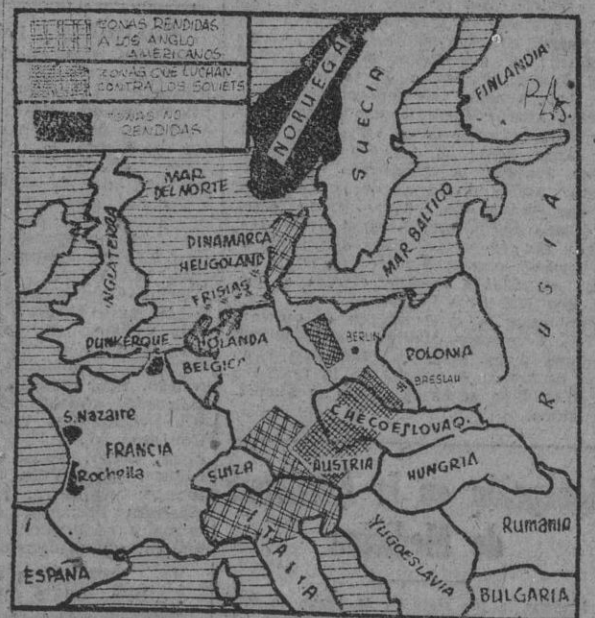 ZONAS RENDIDAS
A LOS ANGLO
AMERICANOS
ZONAS QUE LUCHAN
CONTRA LOS SOVIETS
ZONAS NO
RENDIDAS
NORUEGA
SUECIA
FINLANDIA
MAR
DEL NORTE
INGLATERRA
DINAMARCA
HELIGOLAND
FRISIAS
MAR BALTICO
RUSIA
DUNKERQUE
HOLANDA
BELGICA
BERLIN
POLONIA
BRESLAU
S. Nazaire
FRANCIA
Rochella
CHECOESLOVAQ.
SUIZA
AUSTRIA
HUNGRIA
ITALIA
YUGOESLAVIA
Rumania
ESPAÑA
BULGARIA